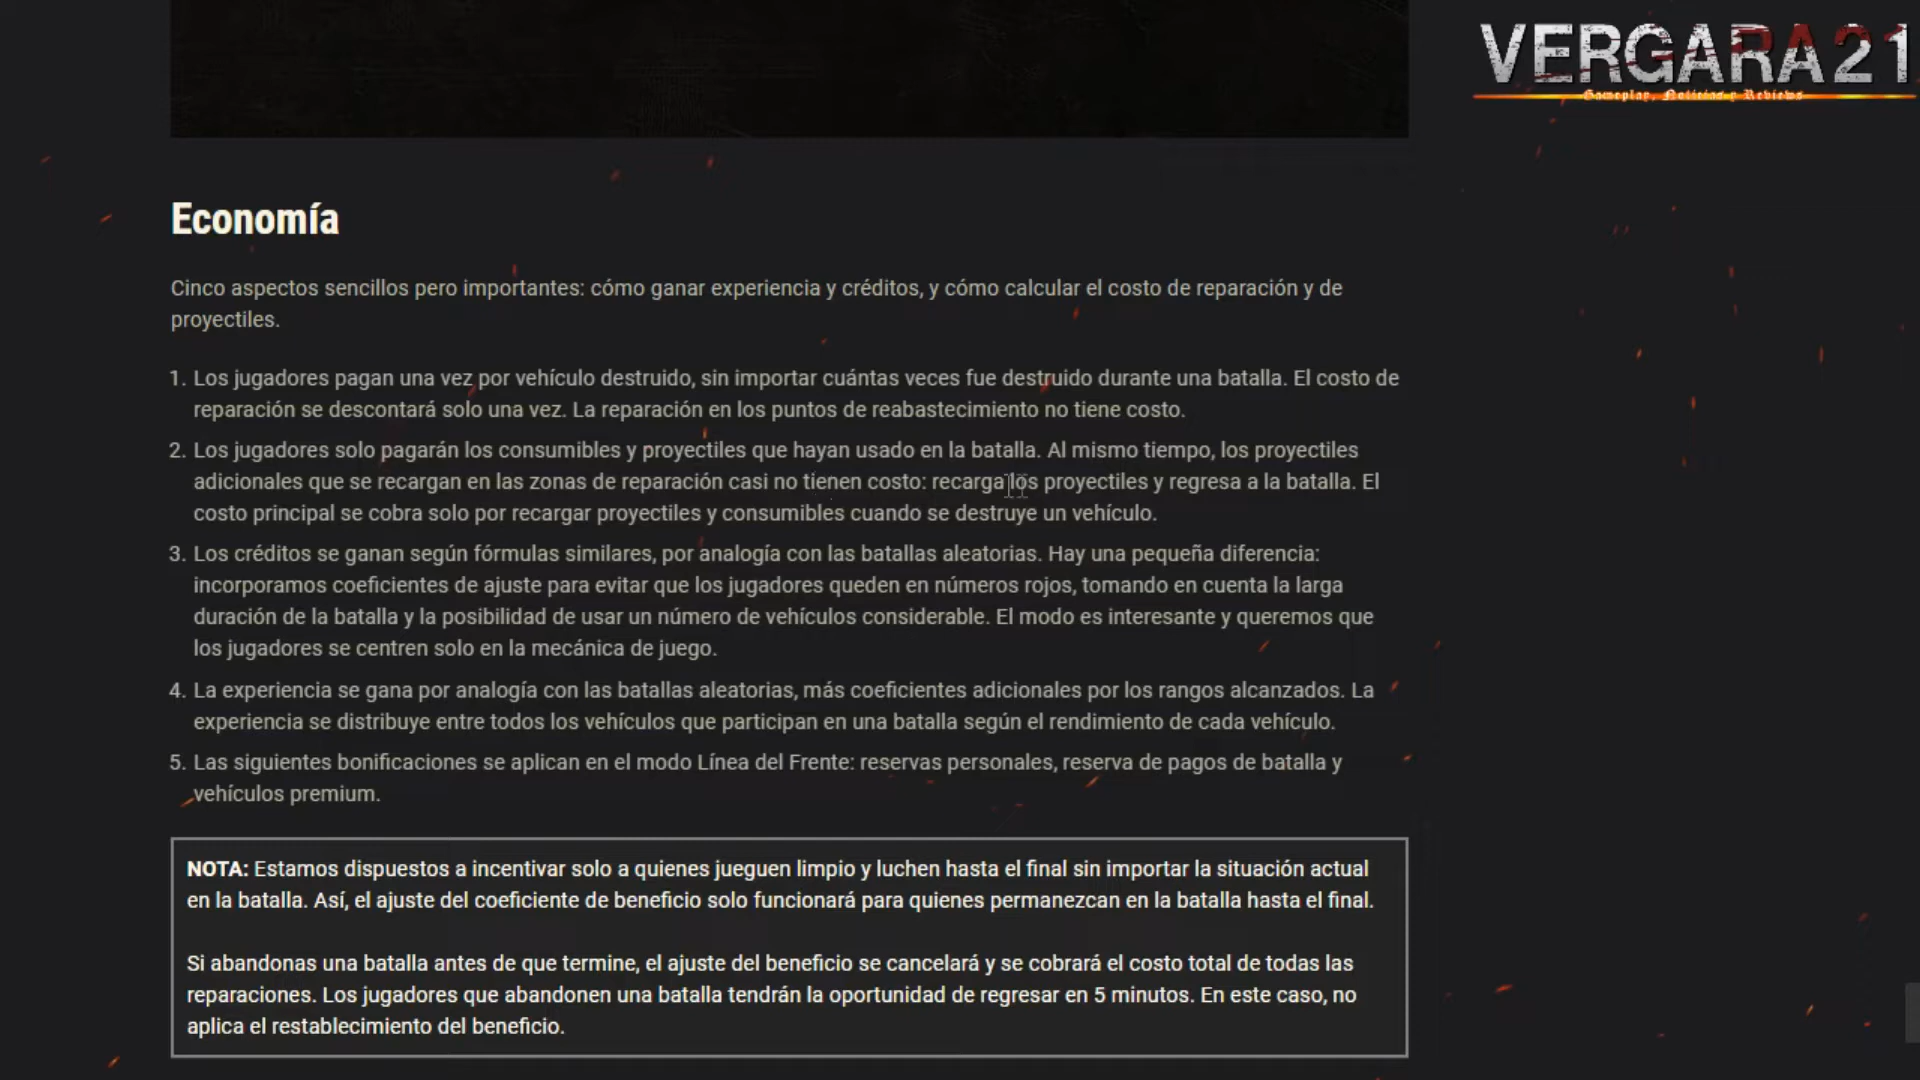 VERGARA21
Gameplay, Noticias y Reviews
Economía
Cinco aspectos sencillos pero importantes: cómo ganar experiencia y créditos, y cómo calcular el costo de reparación y de
proyectiles.
1. Los jugadores pagan una vez por vehículo destruido, sin importar cuántas veces fue destruido durante una batalla. El costo de
reparación se descontará solo una vez. La reparación en los puntos de reabastecimiento no tiene costo.
2. Los jugadores solo pagarán los consumibles y proyectiles que hayan usado en la batalla. Al mismo tiempo, los proyectiles
adicionales que se recargan en las zonas de reparación casi no tienen costo: recarga los proyectiles y regresa a la batalla. El
costo principal se cobra solo por recargar proyectiles y consumibles cuando se destruye un vehículo.
3. Los créditos se ganan según fórmulas similares, por analogía con las batallas aleatorias. Hay una pequeña diferencia:
incorporamos coeficientes de ajuste para evitar que los jugadores queden en números rojos, tomando en cuenta la larga
duración de la batalla y la posibilidad de usar un número de vehículos considerable. El modo es interesante y queremos que
los jugadores se centren solo en la mecánica de juego.
4. La experiencia se gana por analogía con las batallas aleatorias, más coeficientes adicionales por los rangos alcanzados. La
experiencia se distribuye entre todos los vehículos que participan en una batalla según el rendimiento de cada vehículo.
5. Las siguientes bonificaciones se aplican en el modo Línea del Frente: reservas personales, reserva de pagos de batalla y
vehículos premium.
NOTA: Estamos dispuestos a incentivar solo a quienes jueguen limpio y luchen hasta el final sin importar la situación actual
en la batalla. Así, el ajuste del coeficiente de beneficio solo funcionará para quienes permanezcan en la batalla hasta el final.
Si abandonas una batalla antes de que termine, el ajuste del beneficio se cancelará y se cobrará el costo total de todas las
reparaciones. Los jugadores que abandonen una batalla tendrán la oportunidad de regresar en 5 minutos. En este caso, no
aplica el restablecimiento del beneficio.